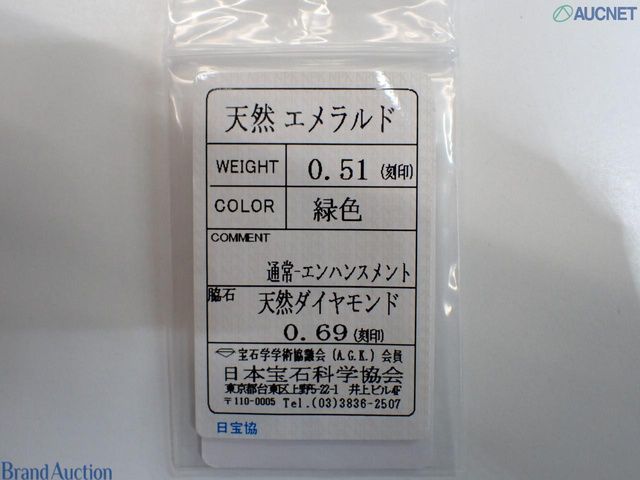 AUCNET
天然 エメラルド
WEIGHT 0.51 (刻印)
COLOR 緑色
COMMENT
通常-エンハンスメント
脇石 天然ダイヤモンド
0.69 (刻印)
宝石学学術協議会 (A.G.K.) 会員
日本宝石科学協会
東京都台東区上野5-22-1 井上ビル4F
〒110-0005 Tel.(03)3836-2507
日宝協
Brand Auction